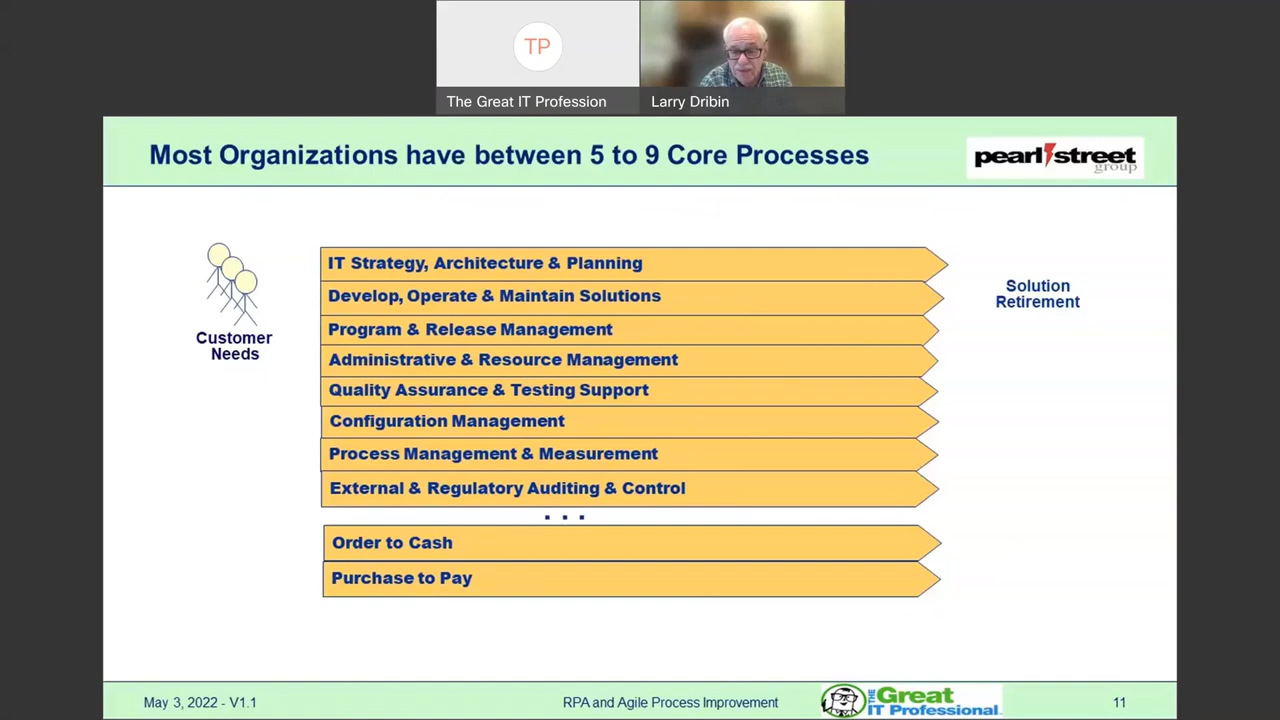 TP
The Great IT Profession
Larry Dribin
Most Organizations have between 5 to 9 Core Processes
pearl street
group
IT Strategy, Architecture & Planning
Develop, Operate & Maintain Solutions
Program & Release Management
Administrative & Resource Management
Quality Assurance & Testing Support
Configuration Management
Process Management & Measurement
External & Regulatory Auditing & Control
. . .
Order to Cash
Purchase to Pay
Customer
Needs
Solution
Retirement
May 3, 2022 - V1.1
RPA and Agile Process Improvement
THE Great
IT Professional
11